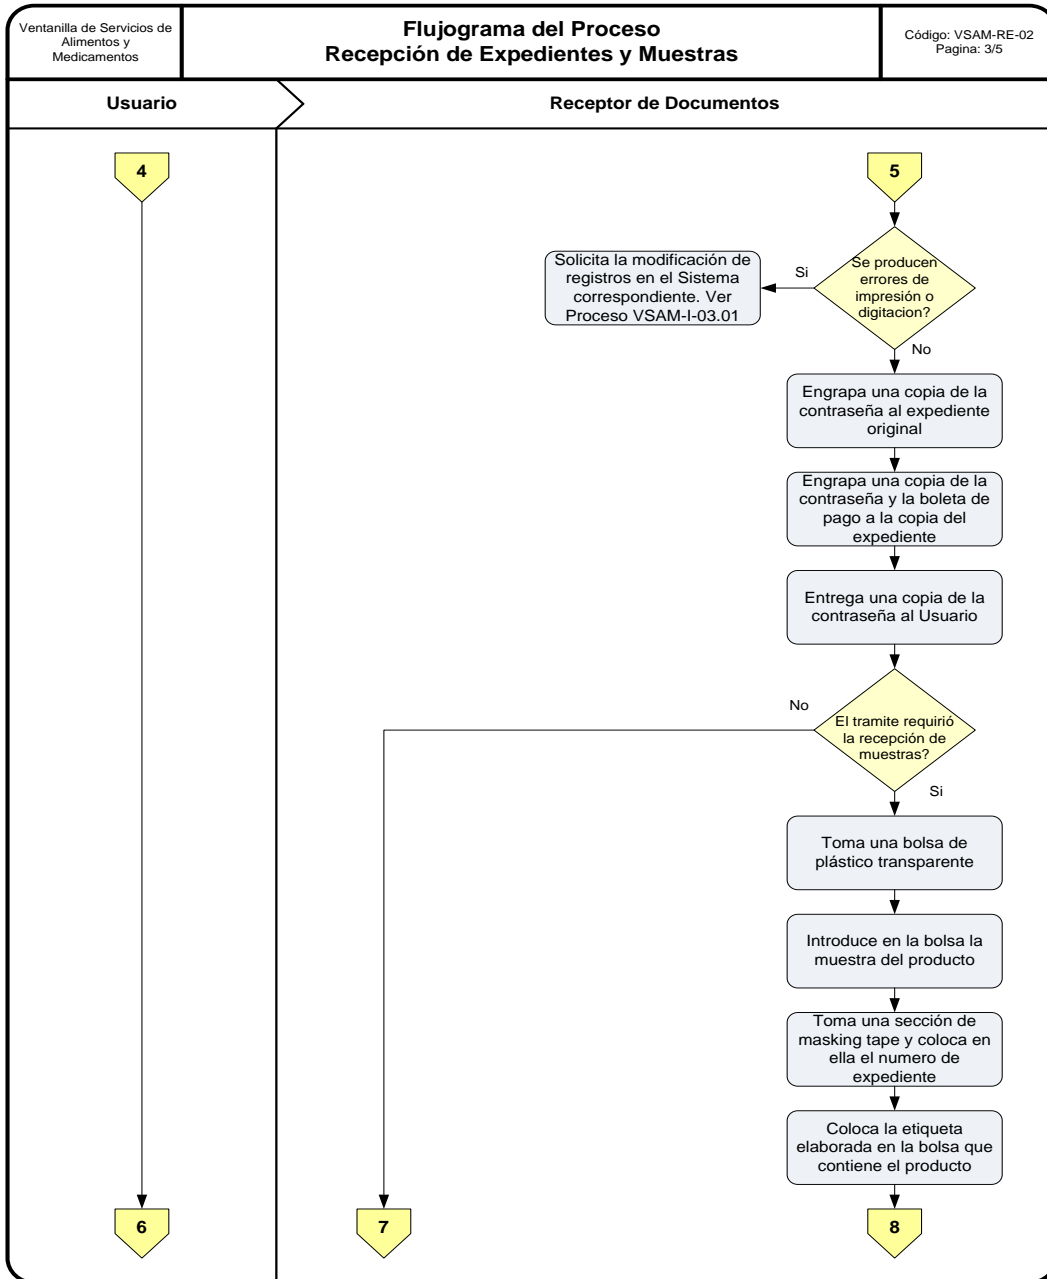 Ventanilla de Servicios de
Alimentos y
Medicamentos
Flujograma del Proceso
Recepción de Expedientes y Muestras
Código: VSAM-RE-02
Pagina: 3/5
Usuario
Receptor de Documentos
4
5
Se producen
errores de
impresión o
digitacion?
Si
Solicita la modificación de
registros en el Sistema
correspondiente. Ver
Proceso VSAM-I-03.01
No
Engrapa una copia de la
contraseña al expediente
original
Engrapa una copia de la
contraseña y la boleta de
pago a la copia del
expediente
Entrega una copia de la
contraseña al Usuario
No
El tramite requirió
la recepción de
muestras?
Si
Toma una bolsa de
plástico transparente
Introduce en la bolsa la
muestra del producto
Toma una sección de
masking tape y coloca en
ella el numero de
expediente
Coloca la etiqueta
elaborada en la bolsa que
contiene el producto
6
7
8